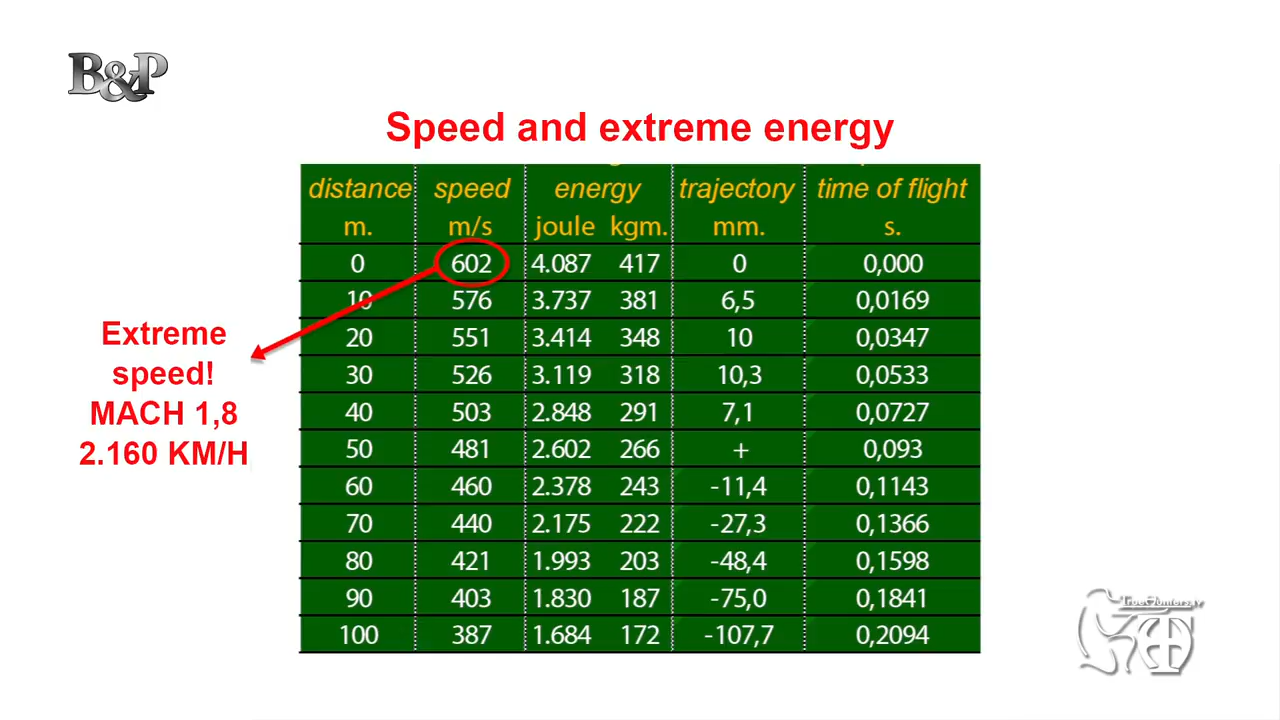 B&P
Speed and extreme energy
distance speed energy trajectory time of flight
m. m/s joule kgm. mm. s.
0 602 4.087 417 0 0,000
10 576 3.737 381 6,5 0,0169
20 551 3.414 348 10 0,0347
30 526 3.119 318 10,3 0,0533
40 503 2.848 291 7,1 0,0727
50 481 2.602 266 + 0,093
60 460 2.378 243 -11,4 0,1143
70 440 2.175 222 -27,3 0,1366
80 421 1.993 203 -48,4 0,1598
90 403 1.830 187 -75,0 0,1841
100 387 1.684 172 -107,7 0,2094
Extreme
speed!
MACH 1,8
2.160 KM/H
TrueHunters.tv